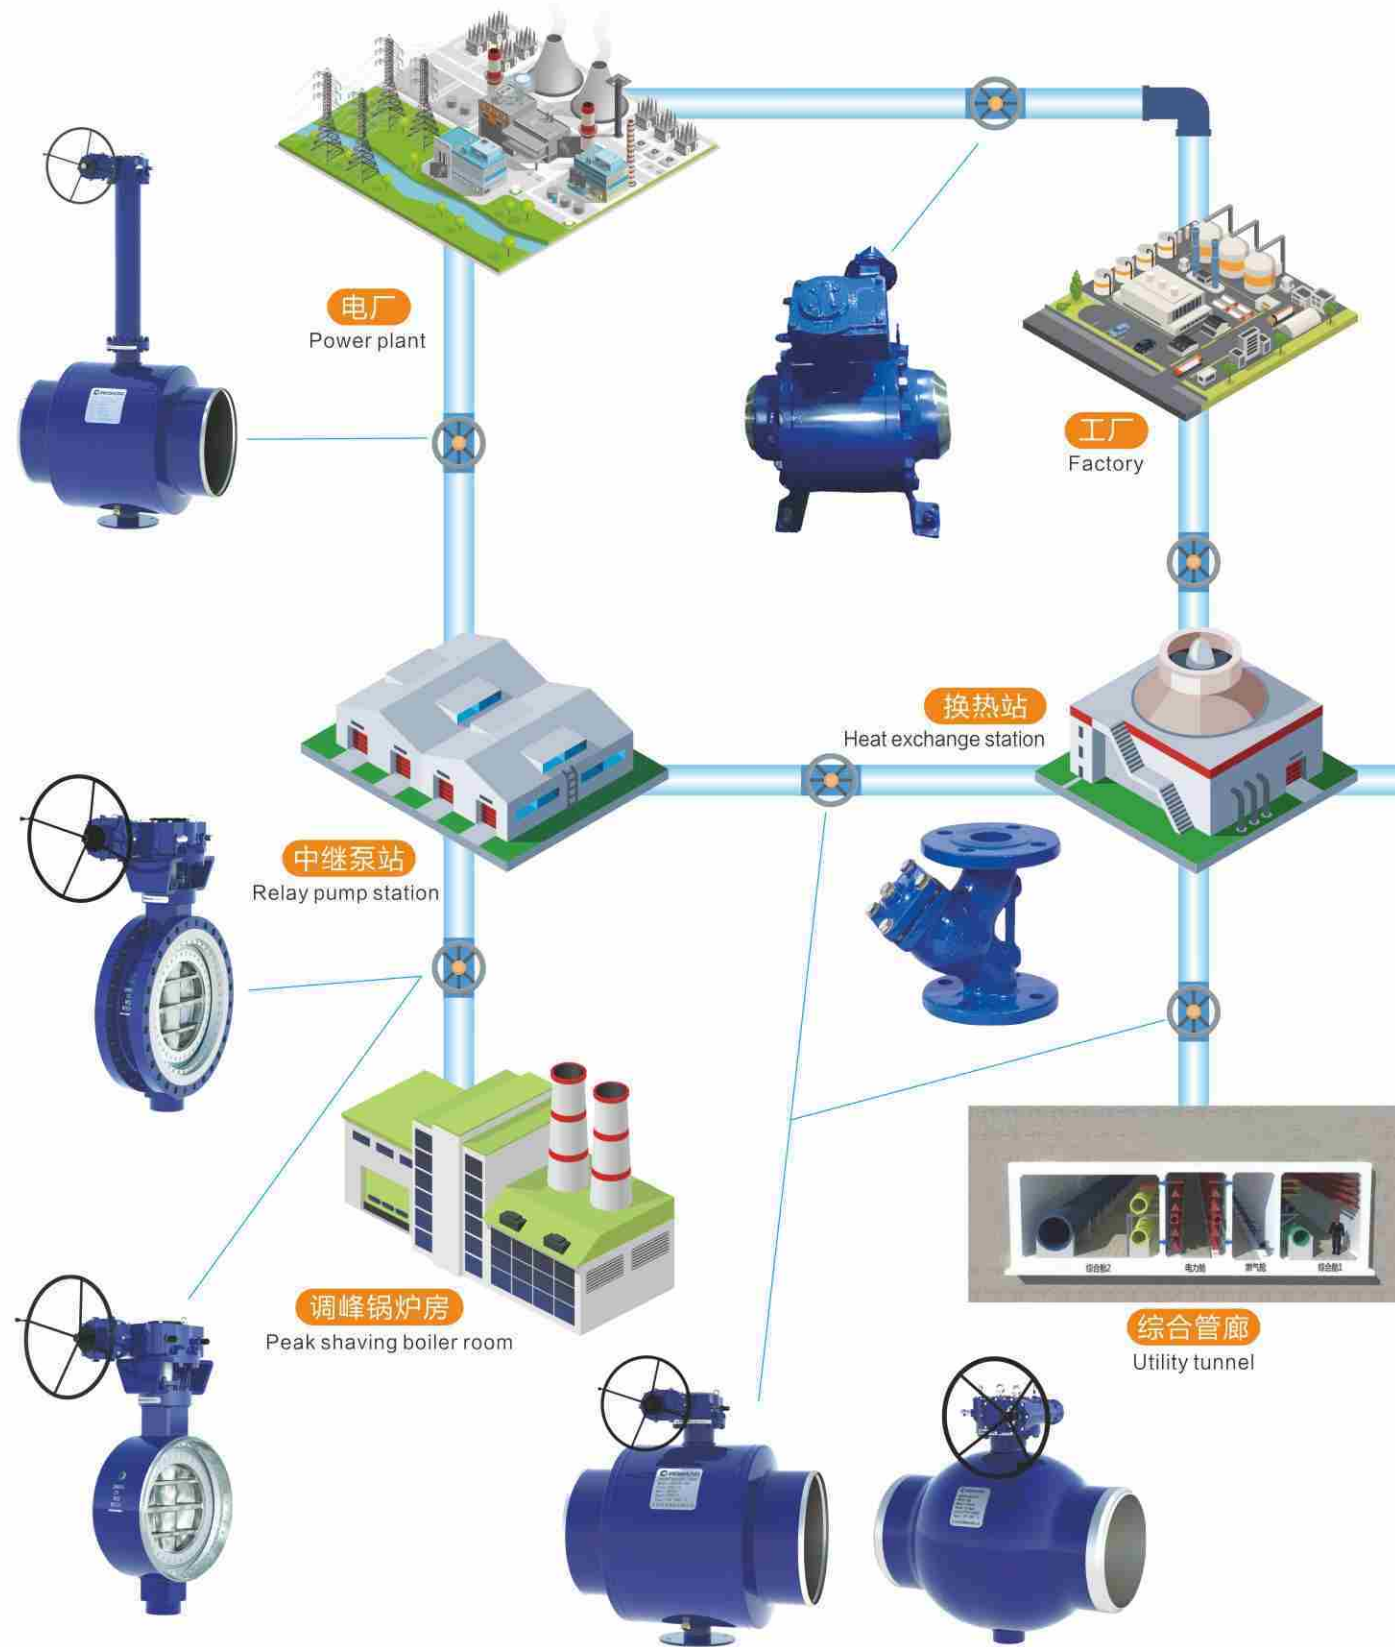 电厂
Power plant
工厂
Factory
换热站
Heat exchange station
中继泵站
Relay pump station
综合舱2
电力舱
燃气舱
综合舱1
调峰锅炉房
Peak shaving boiler room
综合管廊
Utility tunnel